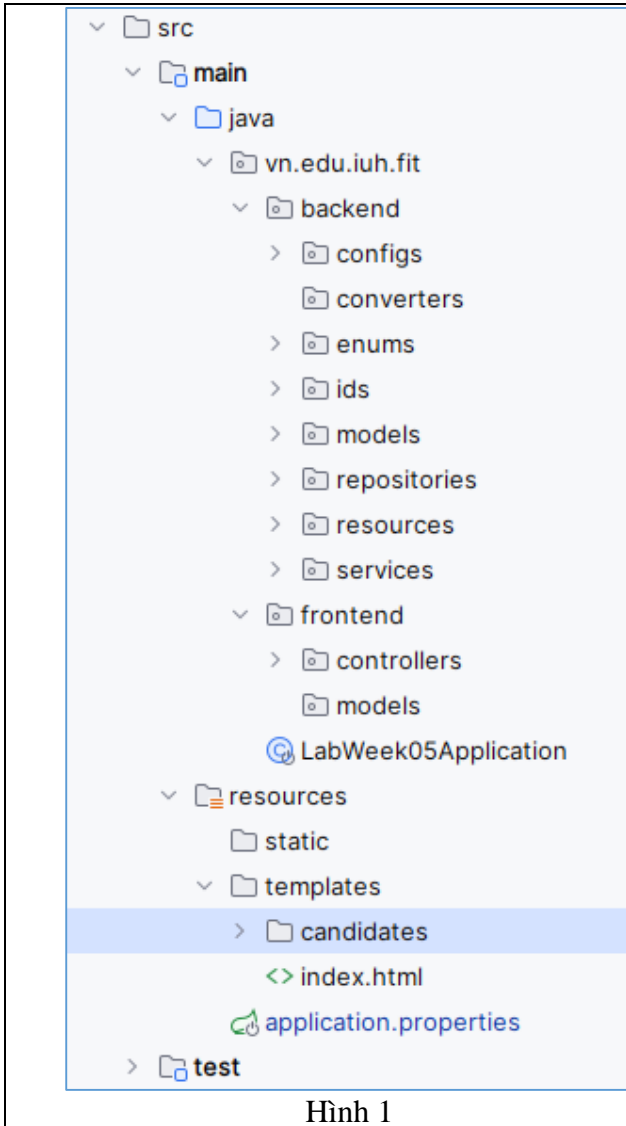 src
main
java
vn.edu.iuh.fit
backend
configs
converters
enums
ids
models
repositories
resources
services
frontend
controllers
models
LabWeek05Application
resources
static
templates
candidates
index.html
application.properties
test
Hình 1